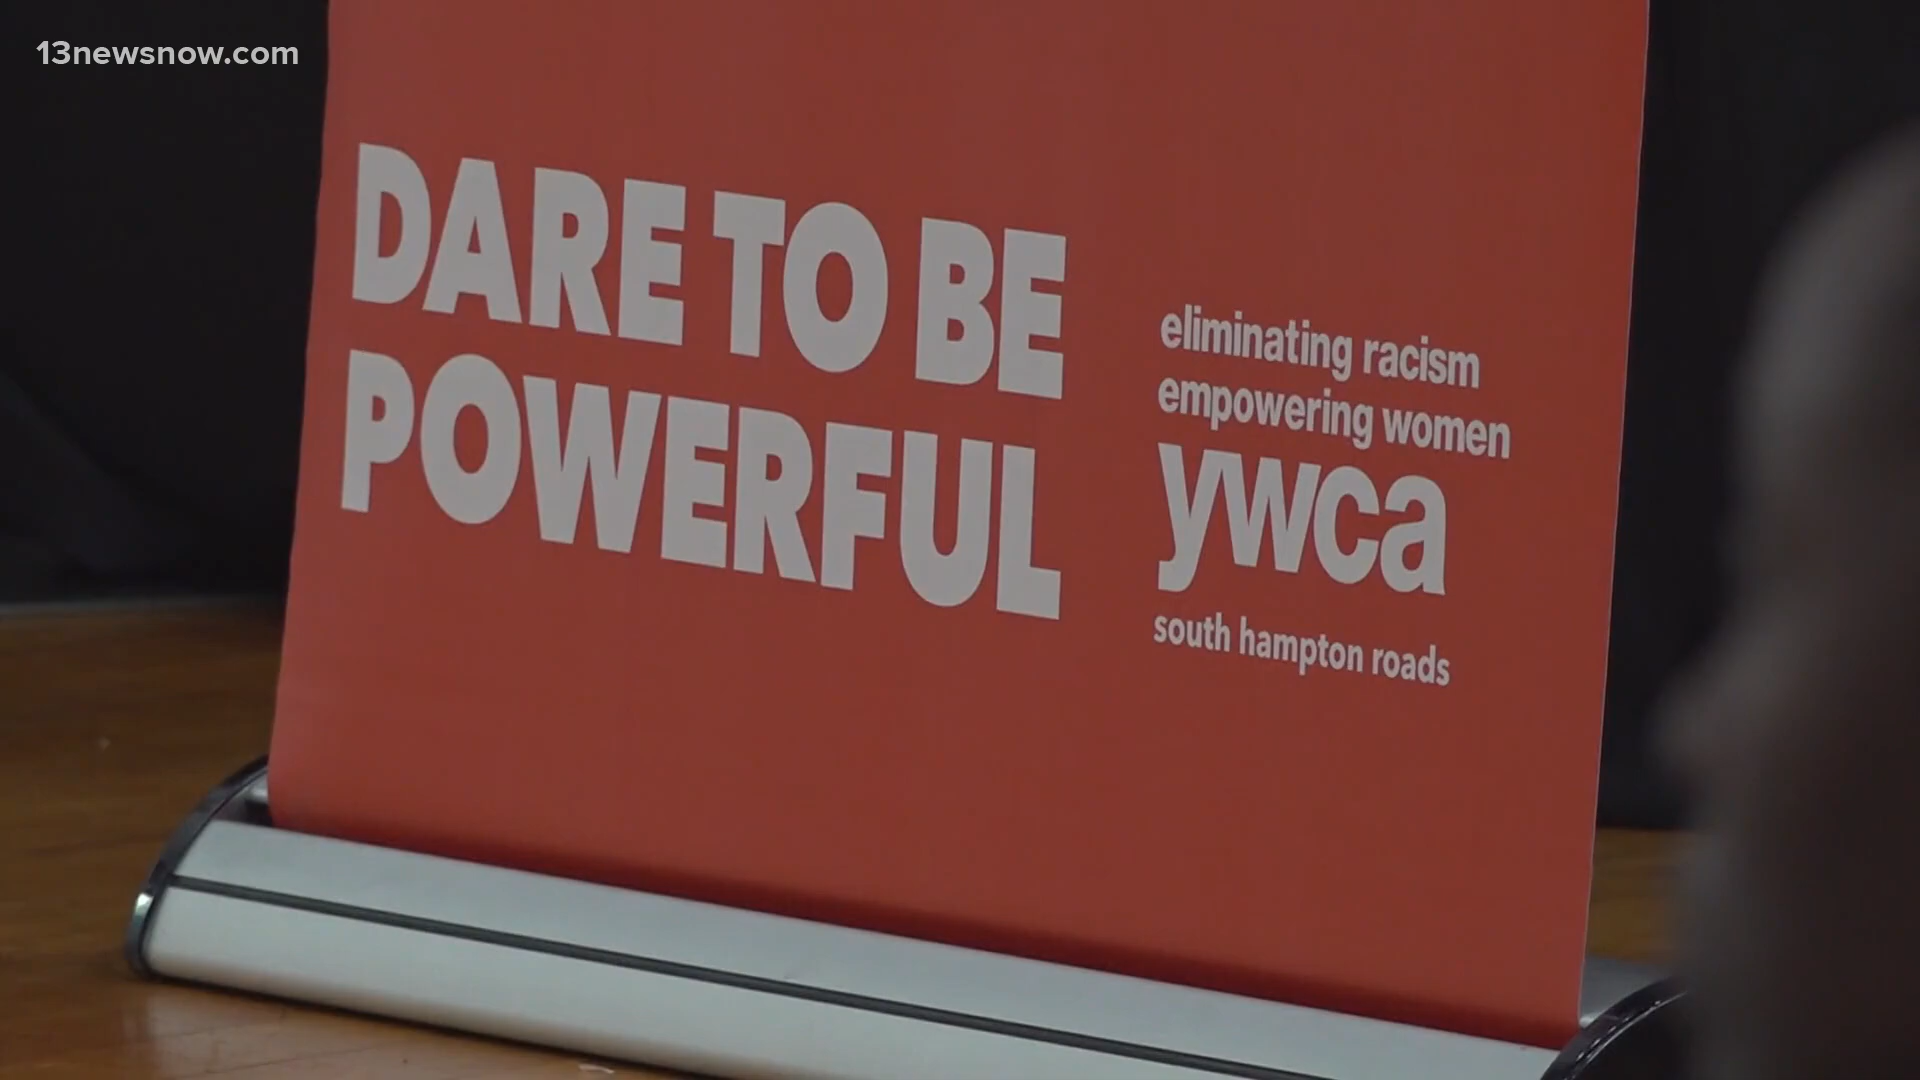 13newsnow.com
DARE TO BE
POWERFUL
eliminating racism
empowering women
ywca
south hampton roads